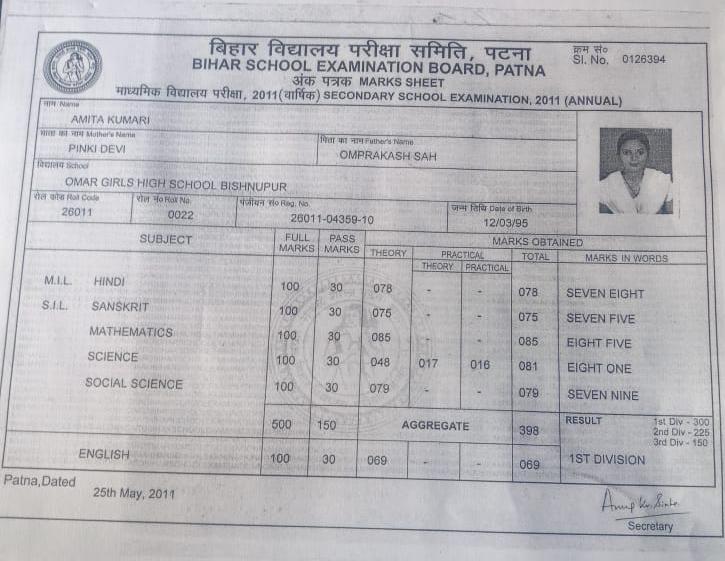 बिहार विद्यालय परीक्षा समिति, पटना
क्रम सं०
BIHAR SCHOOL EXAMINATION BOARD, PATNA
Sl. No. 0126394
अंक पत्रक MARKS SHEET
माध्यमिक विद्यालय परीक्षा, 2011(वार्षिक) SECONDARY SCHOOL EXAMINATION, 2011 (ANNUAL)
नाम Name
AMITA KUMARI
माता का नाम Mother's Name पिता का नाम Father's Name
PINKI DEVI OMPRAKASH SAH
विद्यालय School
OMAR GIRLS HIGH SCHOOL BISHNUPUR
रोल कोड Roll Code रोल नं० Roll No. पंजीयन सं० Reg. No. जन्म तिथि Date of Birth
26011 0022 26011-04359-10 12/03/95
SUBJECT FULL MARKS PASS MARKS MARKS OBTAINED
THEORY PRACTICAL TOTAL MARKS IN WORDS
THEORY PRACTICAL
M.I.L. HINDI 100 30 078 - - 078 SEVEN EIGHT
S.I.L. SANSKRIT 100 30 075 - - 075 SEVEN FIVE
MATHEMATICS 100 30 085 - - 085 EIGHT FIVE
SCIENCE 100 30 048 017 016 081 EIGHT ONE
SOCIAL SCIENCE 100 30 079 - - 079 SEVEN NINE
500 150 AGGREGATE 398 RESULT 1st Div - 300
2nd Div - 225
3rd Div - 150
ENGLISH 100 30 069 - - 069 1ST DIVISION
Patna,Dated
25th May, 2011
Secretary